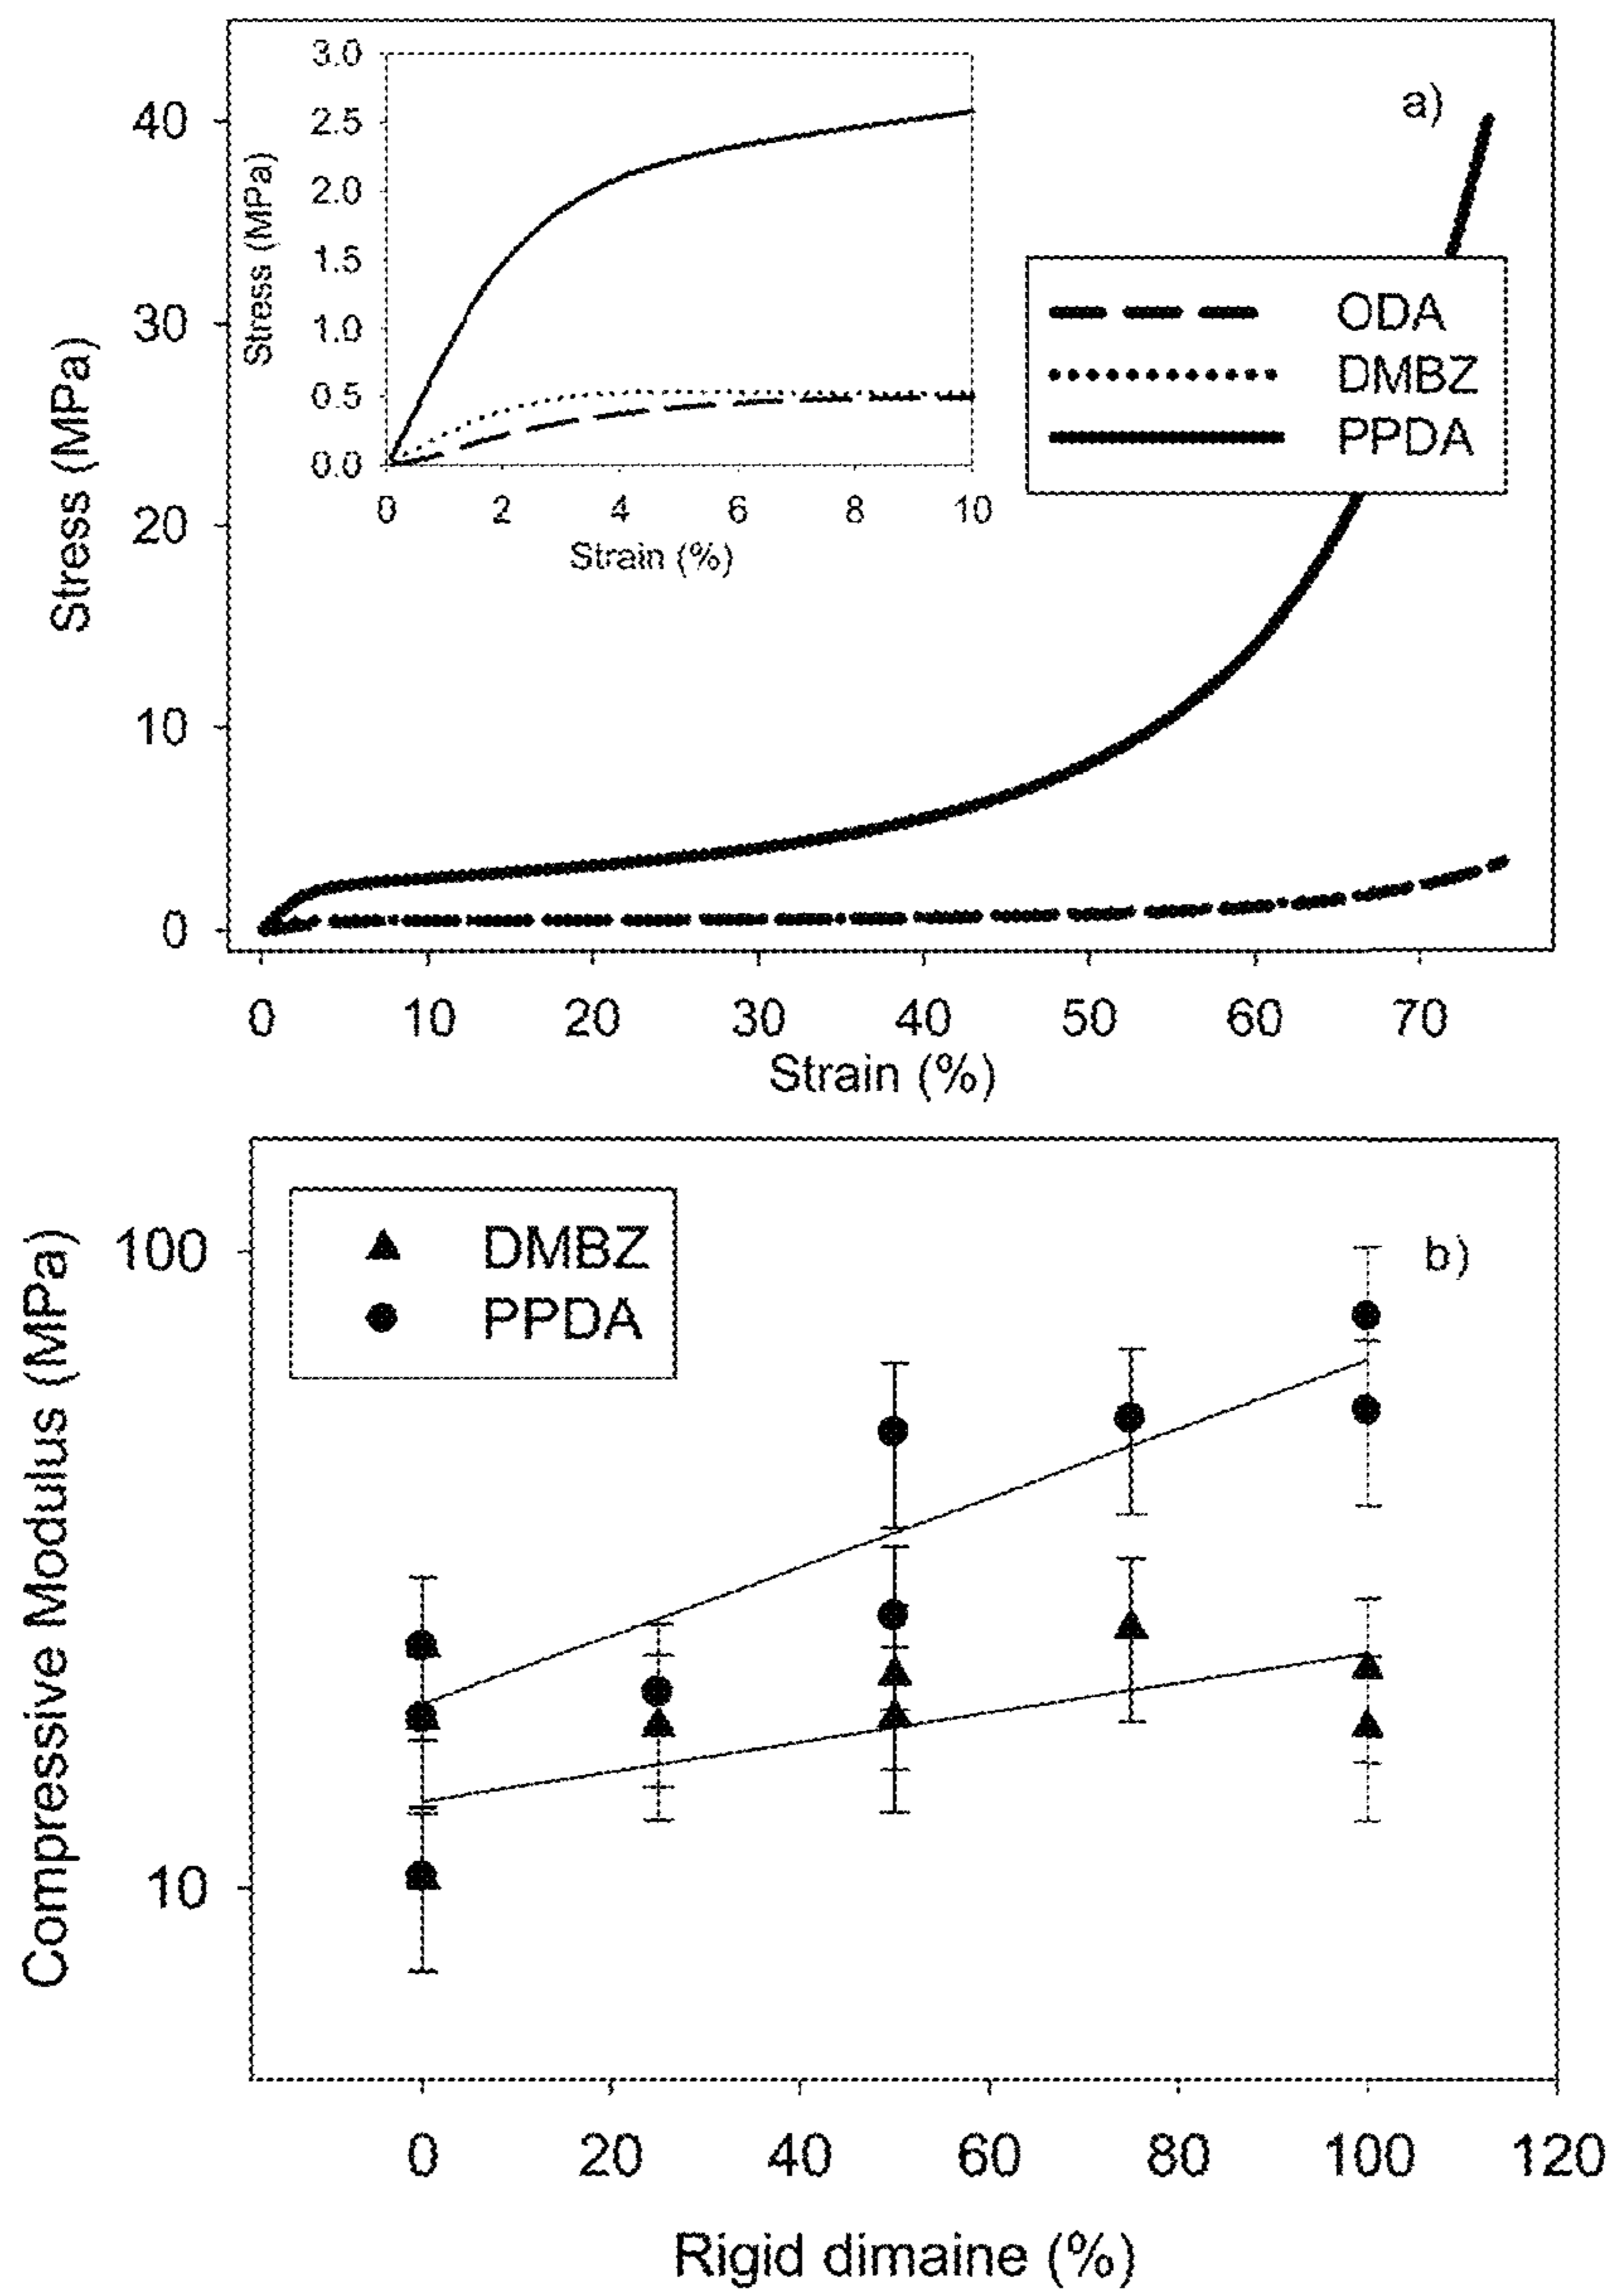 a)
40
30
20
10
0
Stress (MPa)
3.0
2.5
2.0
1.5
1.0
0.5
0.0
Stress (MPa)
0 2 4 6 8 10
Strain (%)
ODA
DMBZ
PPDA
0 10 20 30 40 50 60 70
Strain (%)
b)
DMBZ
PPDA
100
10
Compressive Modulus (MPa)
0 20 40 60 80 100 120
Rigid dimaine (%)